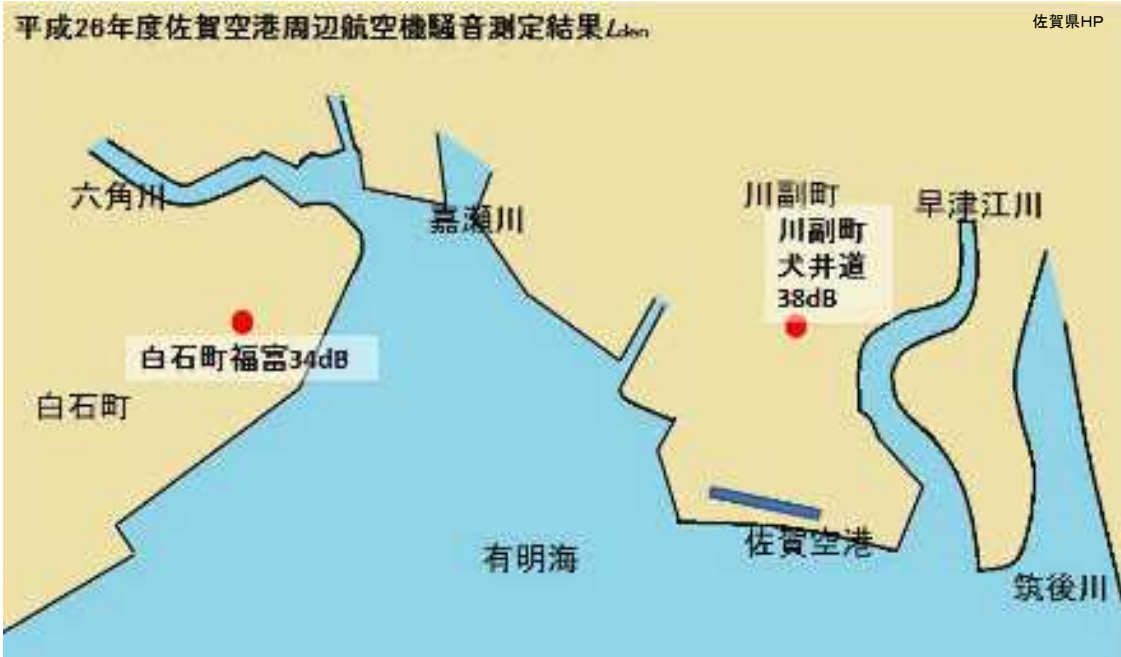 平成26年度佐賀空港周辺航空機騒音測定結果Lden
佐賀県HP
六角川
嘉瀬川
川副町
早津江川
川副町
犬井道
38dB
白石町福富34dB
白石町
有明海
佐賀空港
筑後川